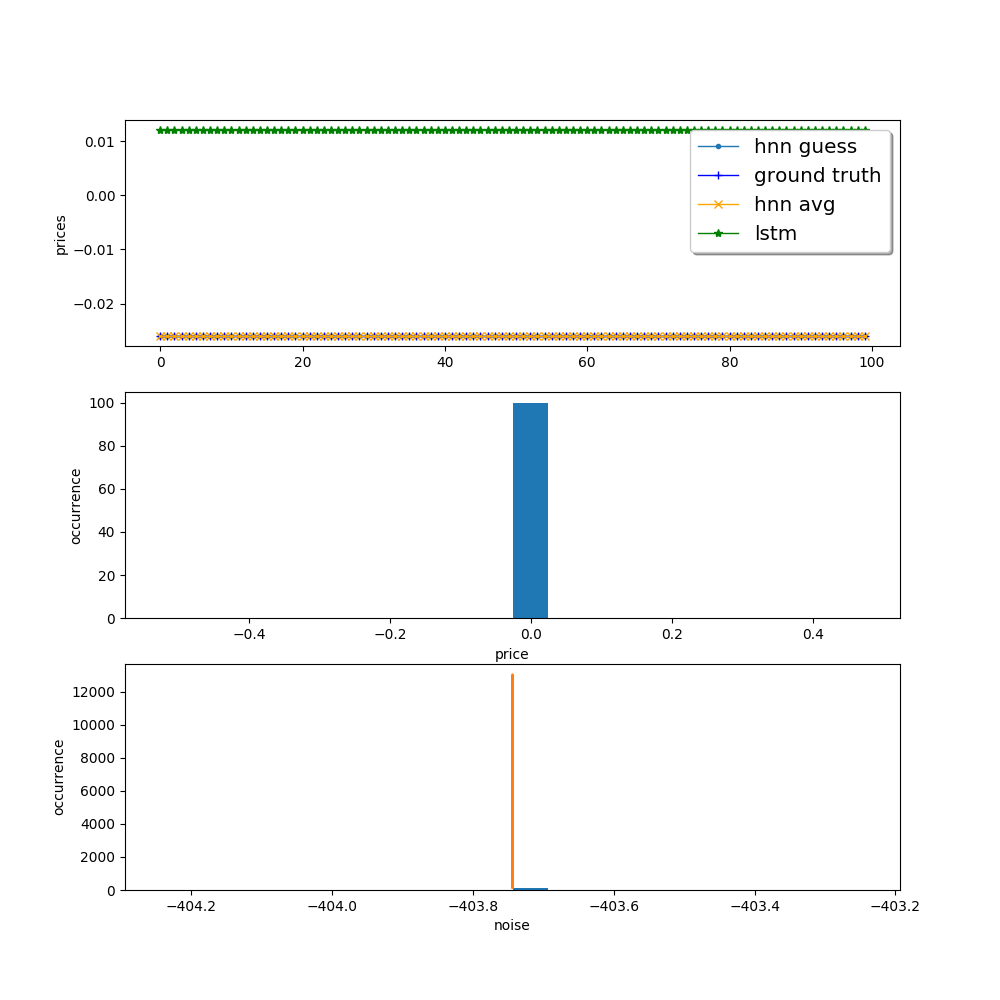 0.01
0.00
−0.01
−0.02
prices
hnn guess
ground truth
hnn avg
lstm
0 20 40 60 80 100
100
80
60
40
20
0
occurrence
−0.4 −0.2 0.0 0.2 0.4
price
12000
10000
8000
6000
4000
2000
0
occurrence
−404.2 −404.0 −403.8 −403.6 −403.4 −403.2
noise